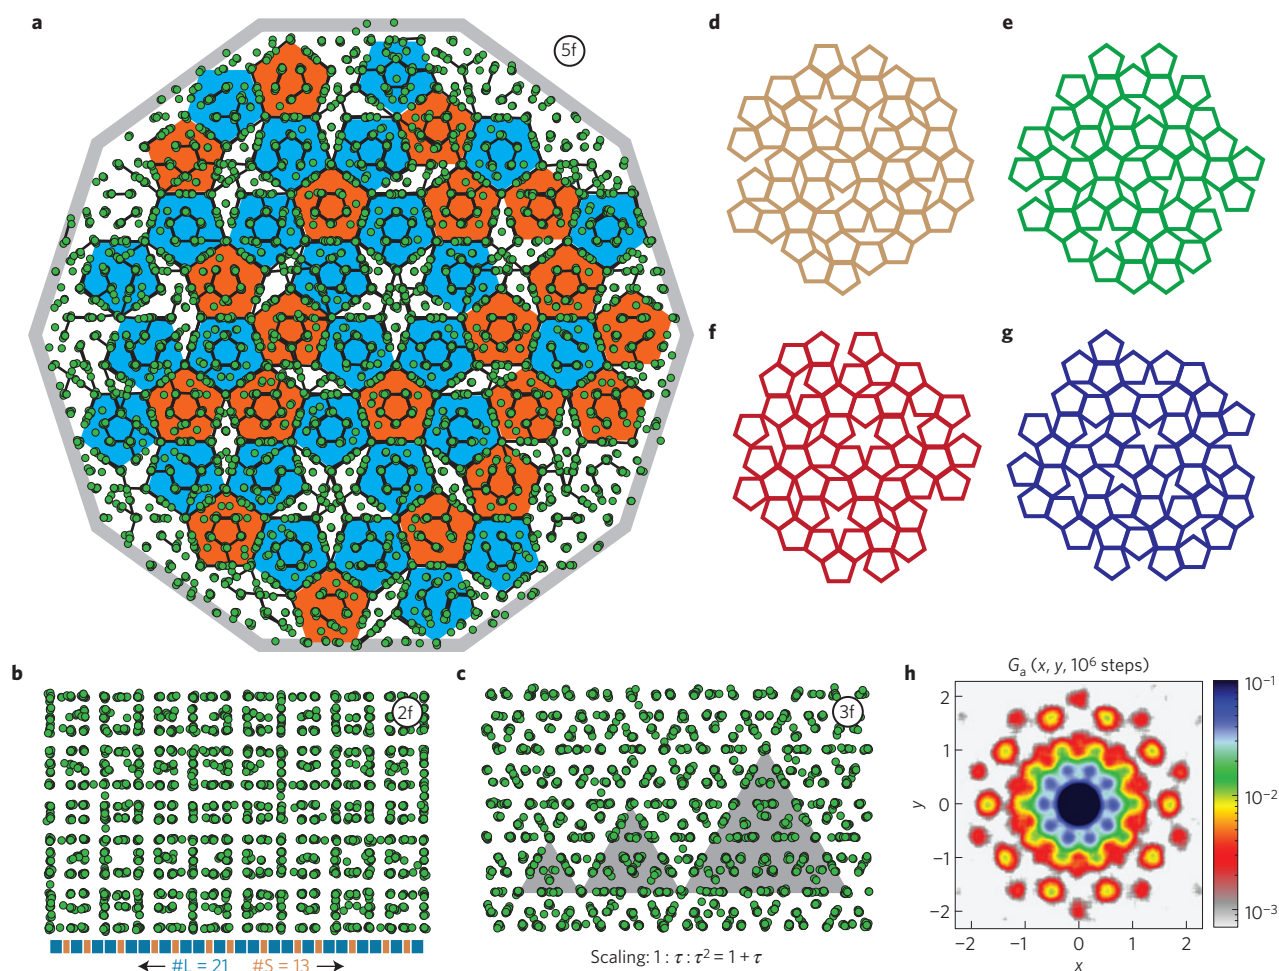 a
5f
d
e
f
g
b
2f
#L = 21 #S = 13
c
3f
Scaling: 1 : τ : τ² = 1 + τ
h
Gₐ (x, y, 10⁶ steps)
2
1
0
−1
−2
y
−2 −1 0 1 2
x
10⁻¹
10⁻²
10⁻³